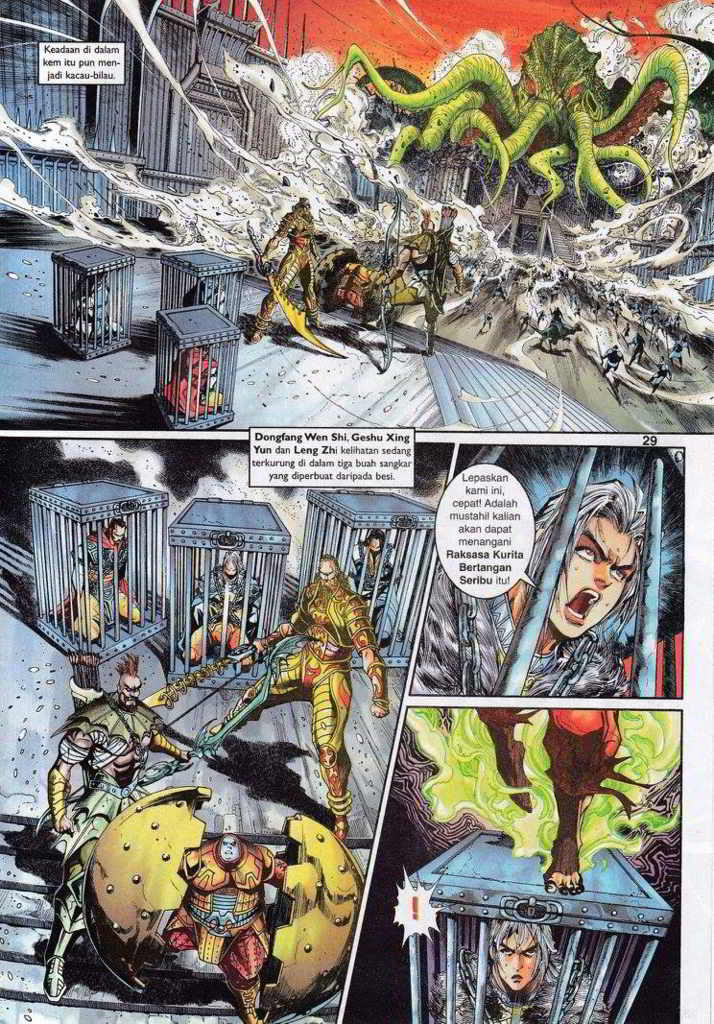 Keadaan di dalam
kem itu pun men-
jadi kacau-bilau.
29
Dongfang Wen Shi, Geshu Xing
Yun dan Leng Zhi kelihatan sedang
terkurung di dalam tiga buah sangkar
yang diperbuat daripada besi.
Lepaskan
kami ini,
cepat! Adalah
mustahil kalian
akan dapat
menangani
Raksasa Kurita
Bertangan
Seribu itu!
!